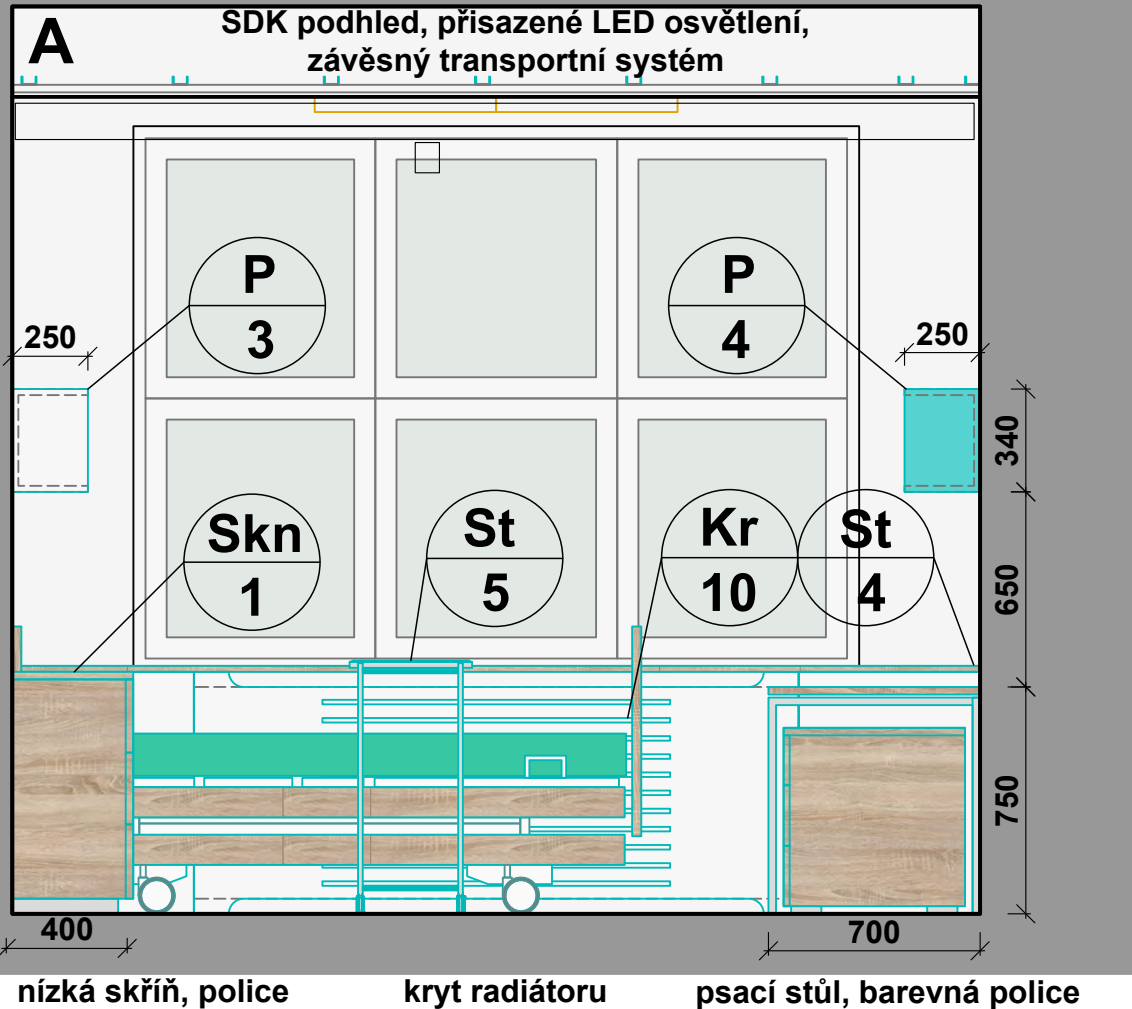 A
SDK podhled, přisazené LED osvětlení,
závěsný transportní systém
P
3
P
4
250
250
340
Skn
1
St
5
Kr
10
St
4
650
750
400
700
nízká skříň, police
kryt radiátoru
psací stůl, barevná police